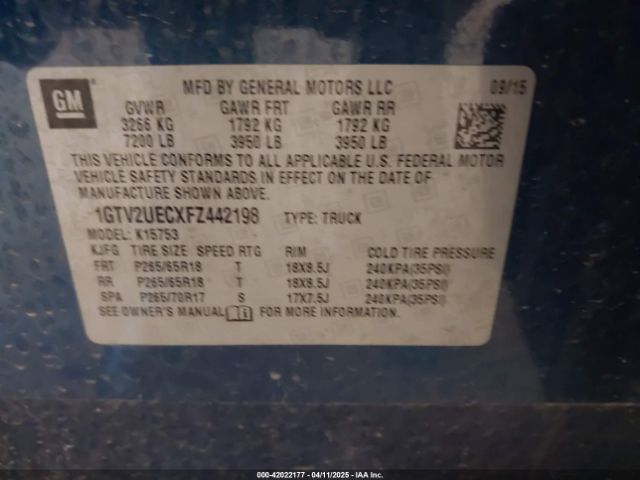 GM
MFD BY GENERAL MOTORS LLC 09/15
GVWR GAWR FRT GAWR RR
3266 KG 1792 KG 1792 KG
7200 LB 3950 LB 3950 LB
THIS VEHICLE CONFORMS TO ALL APPLICABLE U.S. FEDERAL MOTOR
VEHICLE SAFETY STANDARDS IN EFFECT ON THE DATE OF
MANUFACTURE SHOWN ABOVE.
1GTV2UECXFZ442198 TYPE: TRUCK
MODEL: K15753
KJFG TIRE SIZE SPEED RTG RIM COLD TIRE PRESSURE
FRT P265/65R18 T 18X8.5J 240KPA(35PSI)
RR P265/65R18 T 18X8.5J 240KPA(35PSI)
SPA P265/70R17 S 17X7.5J 240KPA(35PSI)
SEE OWNER'S MANUAL FOR MORE INFORMATION.
000-42022177 - 04/11/2025 - IAA Inc.